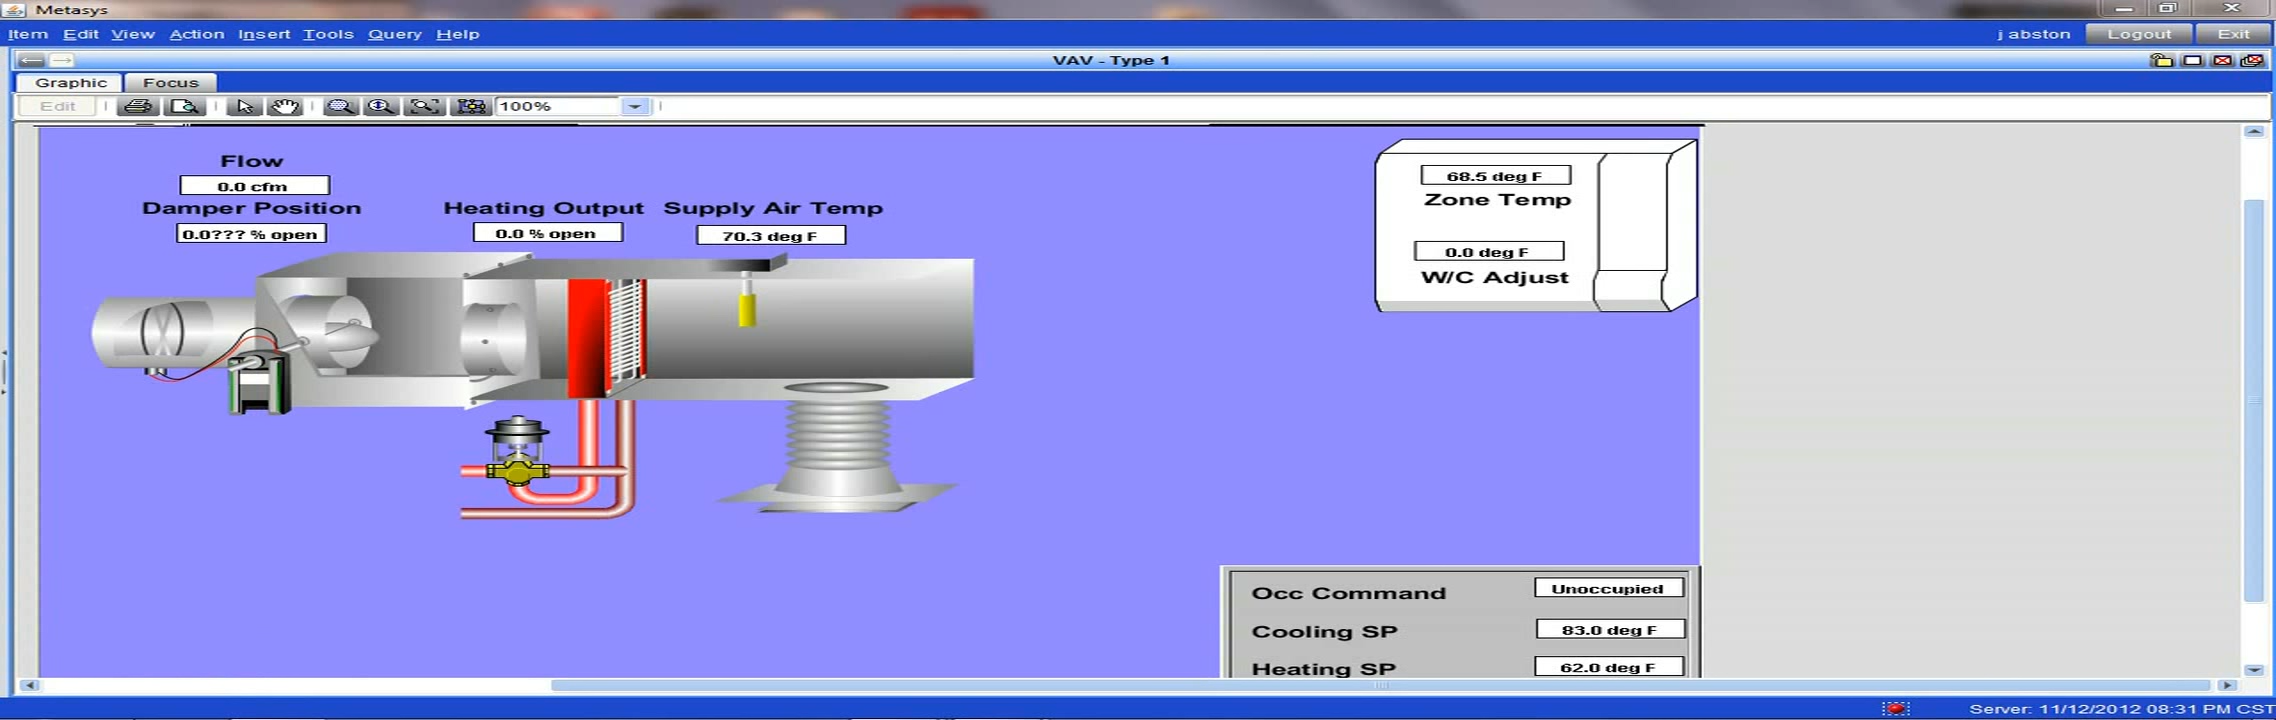 Metasys
Item Edit View Action Insert Tools Query Help
j abston Logout Exit
VAV - Type 1
Graphic Focus
Edit 100%
Flow
0.0 cfm
Damper Position
0.0??? % open
Heating Output
0.0 % open
Supply Air Temp
70.3 deg F
68.5 deg F
Zone Temp
0.0 deg F
W/C Adjust
Occ Command Unoccupied
Cooling SP 83.0 deg F
Heating SP 62.0 deg F
Server: 11/12/2012 08:31 PM CST